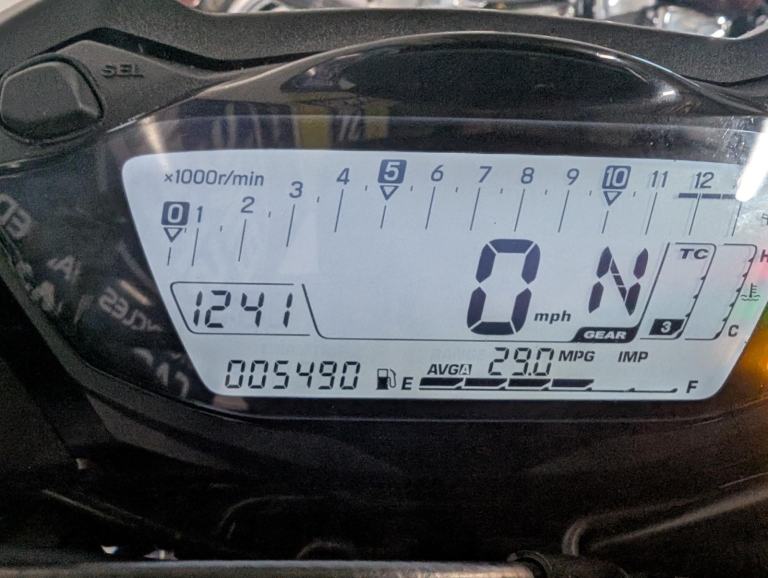 SEL
×1000r/min
0 1 2 3 4 5 6 7 8 9 10 11 12
1241
0 mph
N
GEAR
TC
3
H
C
005490
E
AVG A 29.0 MPG IMP
F